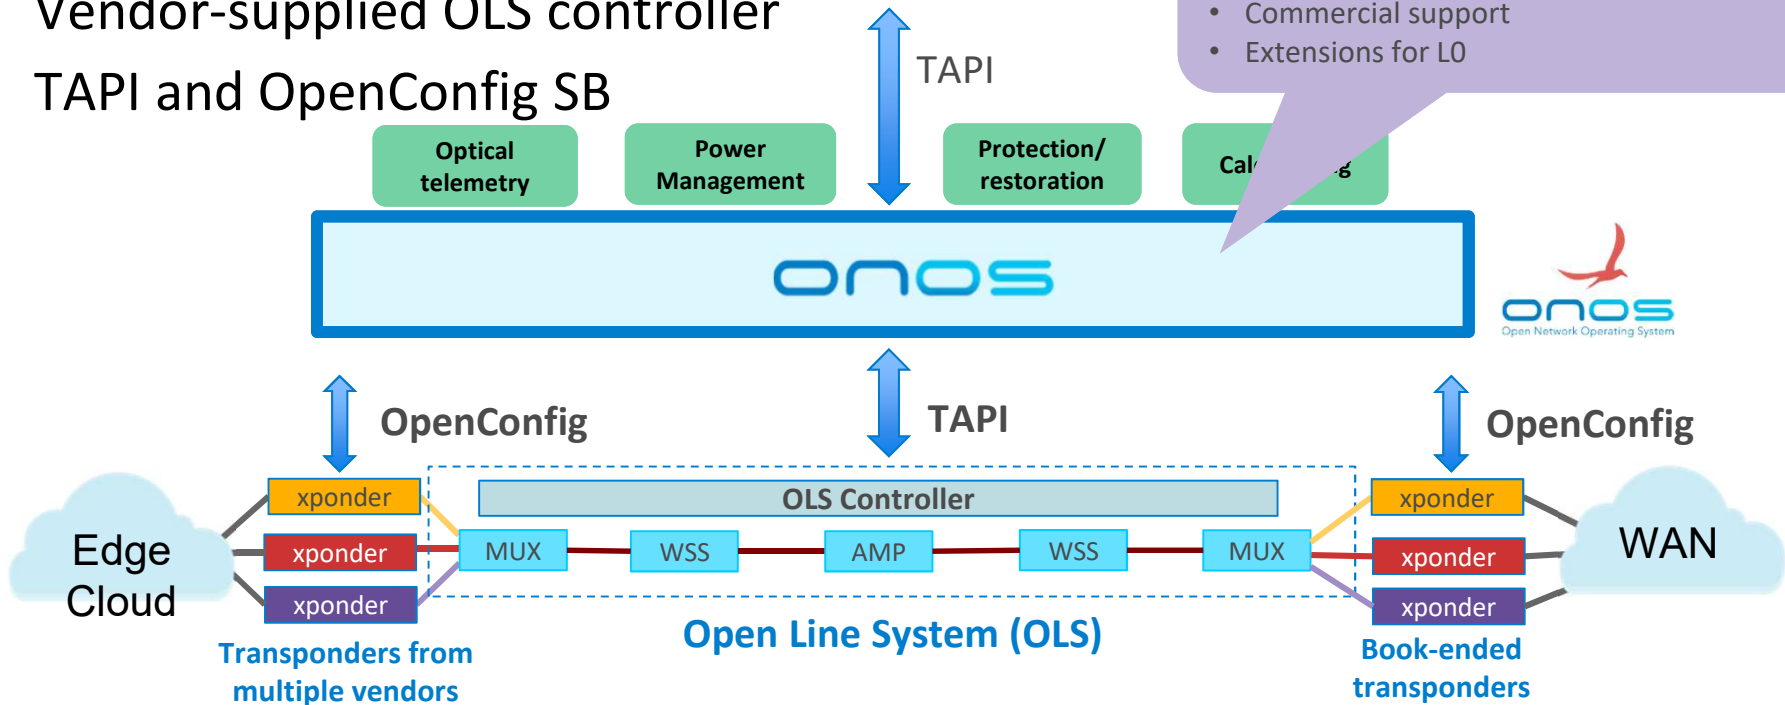 Vendor-supplied OLS controller
TAPI and OpenConfig SB
• Commercial support
• Extensions for L0
TAPI
Optical
telemetry
Power
Management
Protection/
restoration
onos
onos
Open Network Operating System
OpenConfig
TAPI
OpenConfig
Edge
Cloud
xponder
xponder
xponder
OLS Controller
MUX
WSS
AMP
WSS
MUX
xponder
xponder
xponder
WAN
Open Line System (OLS)
Transponders from
multiple vendors
Book-ended
transponders